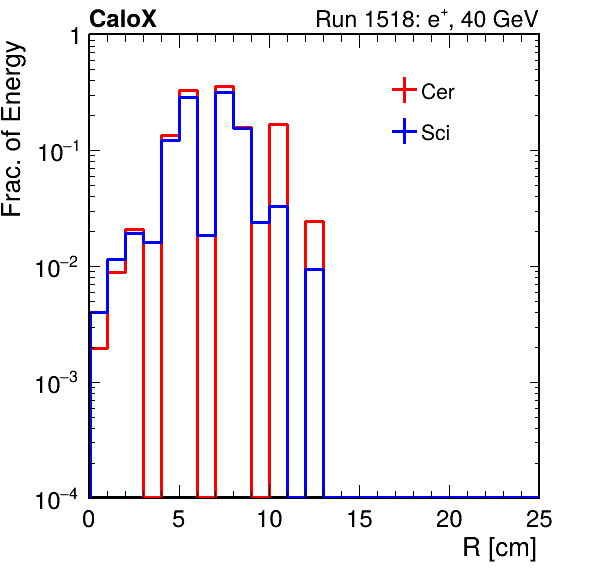 CaloX Run 1518: e⁺, 40 GeV
Frac. of Energy
1
10⁻¹
10⁻²
10⁻³
10⁻⁴
Cer
Sci
0 5 10 15 20 25
R [cm]